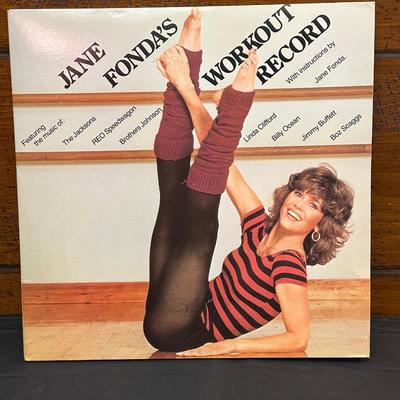 JANE FONDA'S
WORKOUT
RECORD
With instructions by
Jane Fonda.
Featuring
the music of:
The Jacksons
REO Speedwagon
Brothers Johnson
Linda Clifford
Billy Ocean
Jimmy Buffett
Boz Scaggs